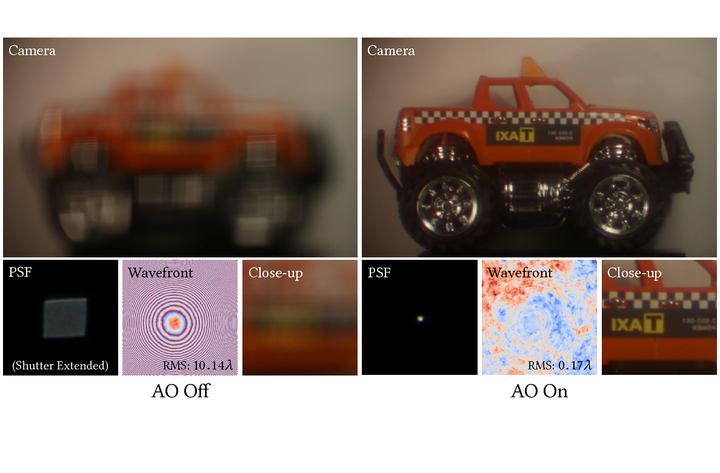 Camera
Camera
IXAT
PSF
Wavefront
Close-up
(Shutter Extended)
RMS: 10.14λ
PSF
Wavefront
Close-up
IXAT
RMS: 0.17λ
AO Off
AO On